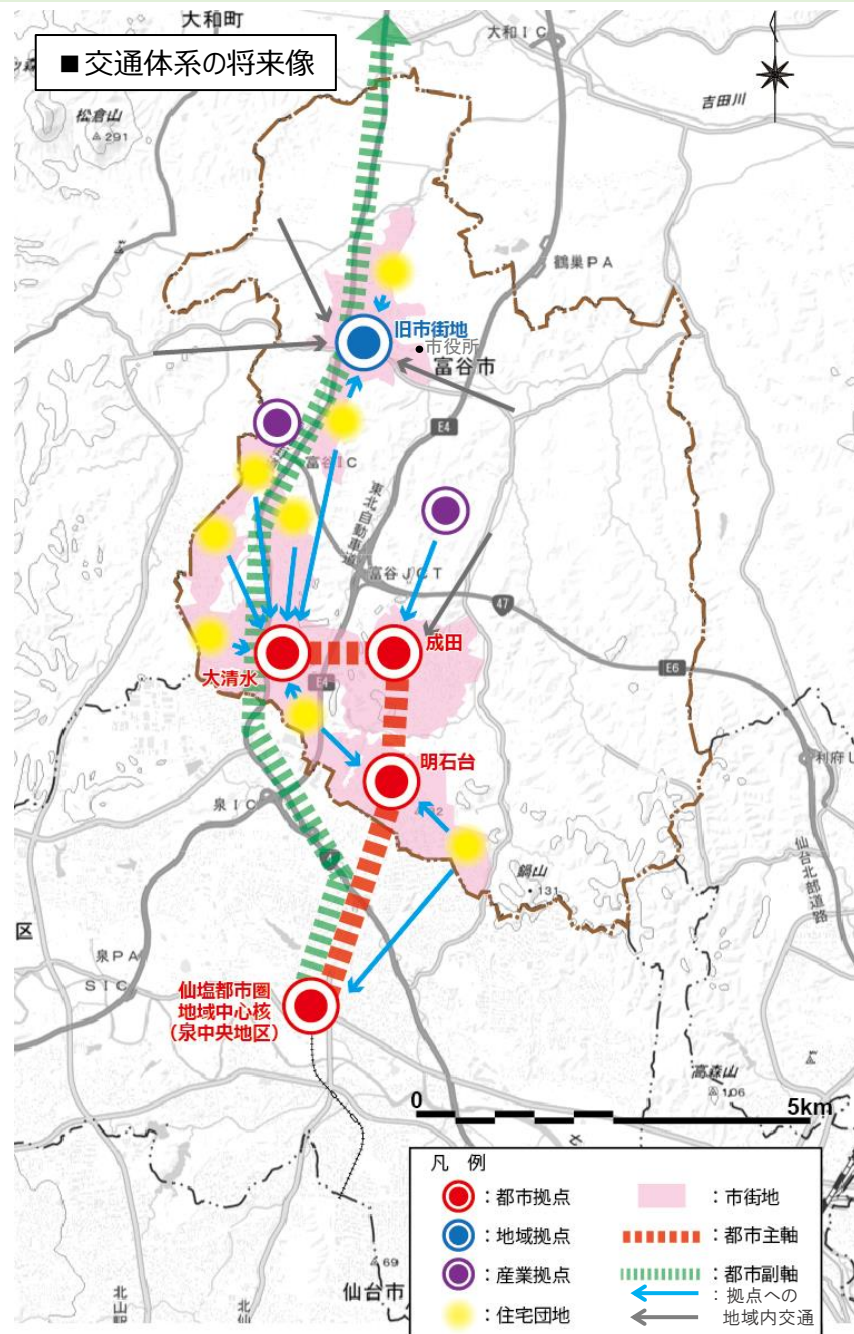 大和町
大和IC
■交通体系の将来像
吉田川
松倉山
291
鶴巣PA
旧市街地
市役所
富谷市
E4
富谷IC
東北自動車道
富谷JCT
47
成田
大清水
E4
E6
明石台
利府
泉IC
鍋山
131
仙台北部道路
区
泉PA
SIC
仙塩都市圏
地域中心核
(泉中央地区)
高森山
106
0
5km
凡 例
:都市拠点
:市街地
:地域拠点
:都市主軸
:産業拠点
:都市副軸
:住宅団地
:拠点への
地域内交通
69
仙台市
北山駅
北仙